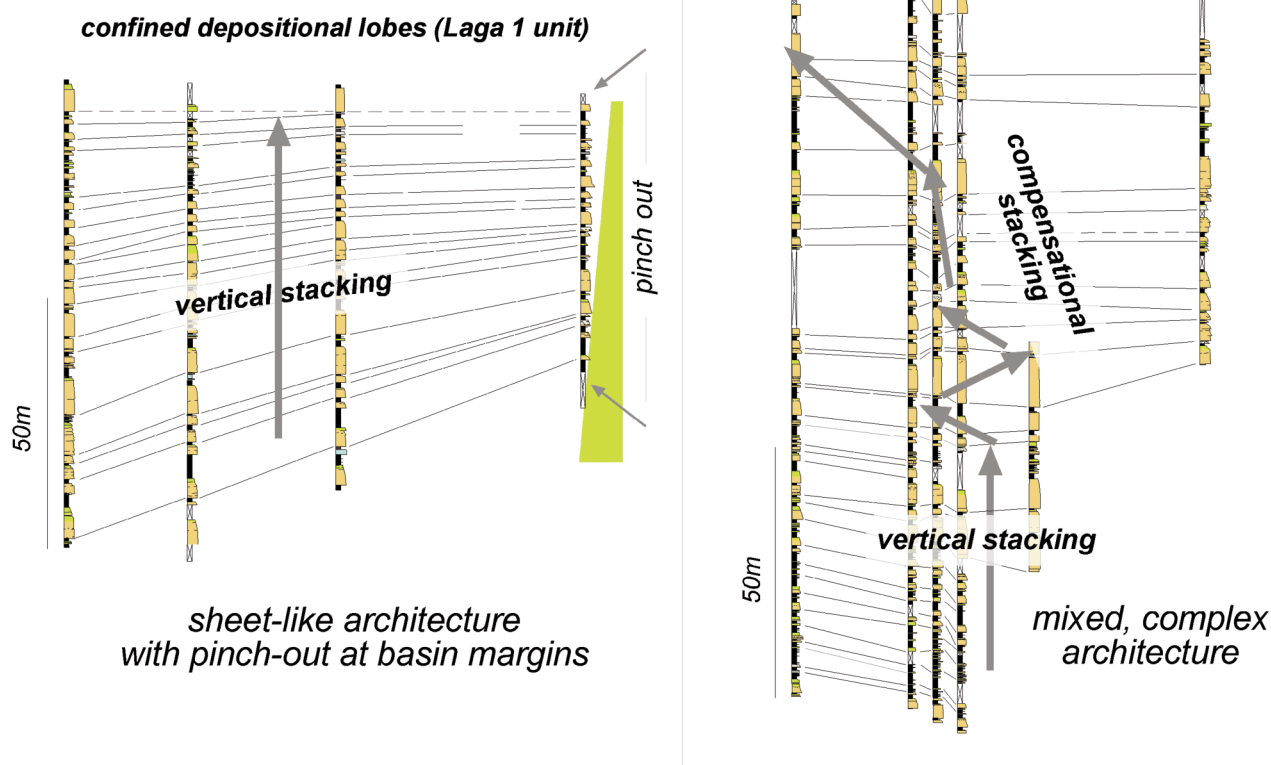 confined depositional lobes (Laga 1 unit)
vertical stacking
pinch out
50m
sheet-like architecture
with pinch-out at basin margins
compensational
stacking
vertical stacking
50m
mixed, complex
architecture